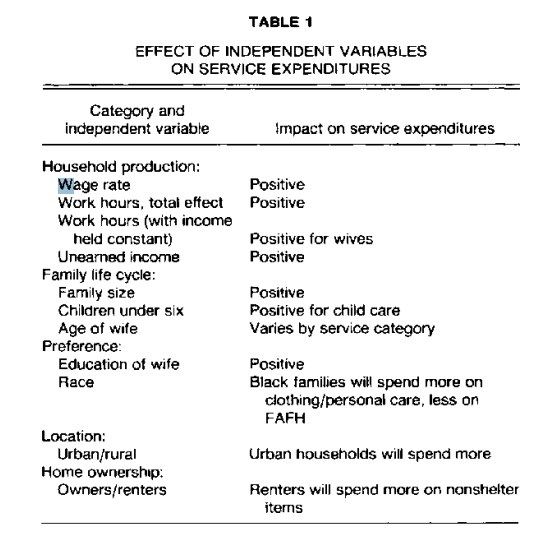 TABLE 1
EFFECT OF INDEPENDENT VARIABLES
ON SERVICE EXPENDITURES
Category and
independent variable Impact on service expenditures
Household production:
Wage rate Positive
Work hours, total effect Positive
Work hours (with income
held constant) Positive for wives
Unearned income Positive
Family life cycle:
Family size Positive
Children under six Positive for child care
Age of wife Varies by service category
Preference:
Education of wife Positive
Race Black families will spend more on
clothing/personal care, less on
FAFH
Location:
Urban/rural Urban households will spend more
Home ownership:
Owners/renters Renters will spend more on nonshelter
items